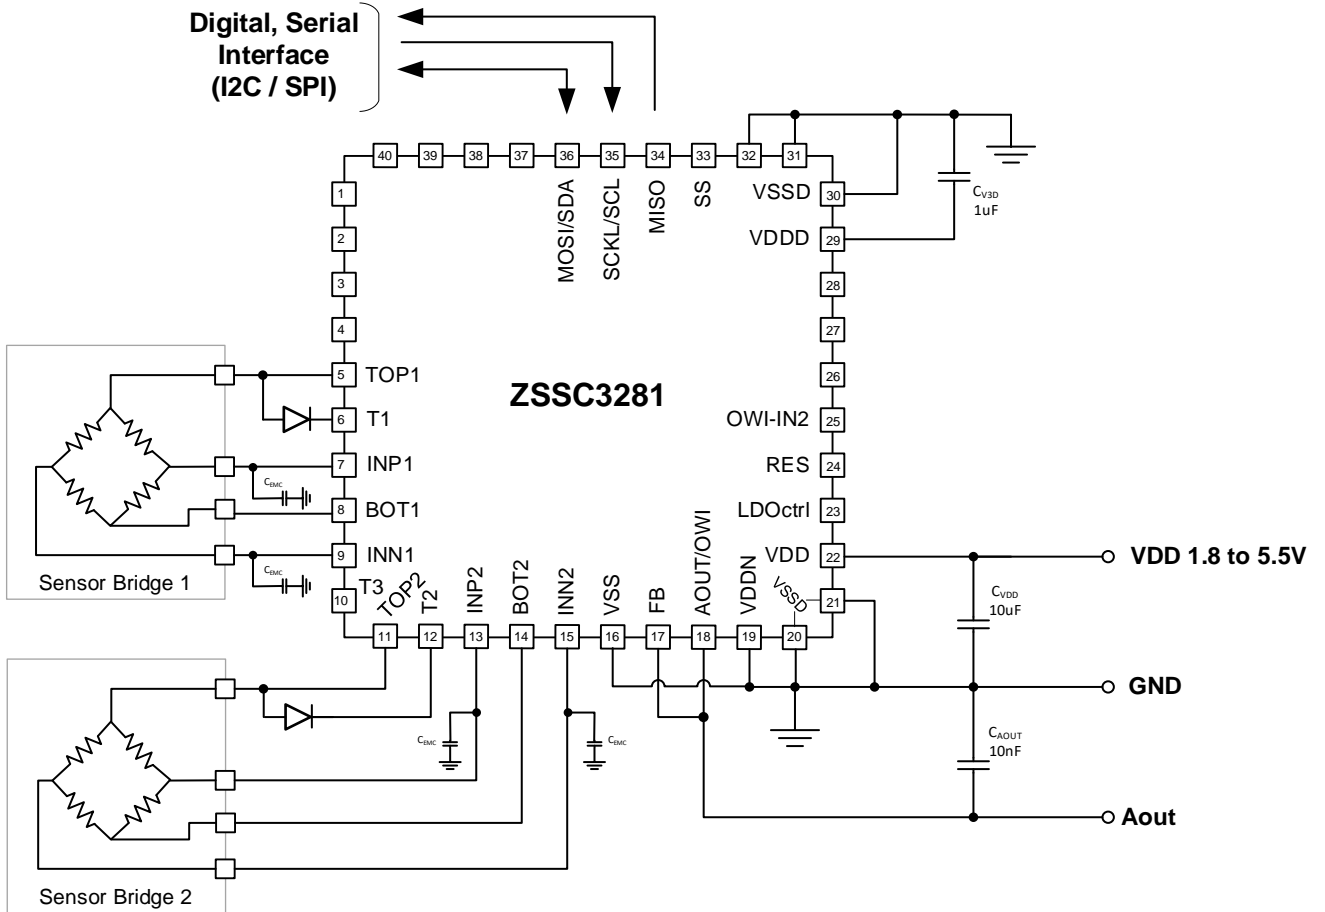 Digital, Serial
Interface
(I2C / SPI)
40
39
38
37
36
35
34
33
32
31
MOSI/SDA
SCKL/SCL
MISO
SS
1
2
3
4
5
6
7
8
9
10
TOP1
T1
INP1
BOT1
INN1
T3
ZSSC3281
VSSD
30
VDDD
29
28
27
26
OWI-IN2
25
RES
24
LDOctrl
23
VDD
22
VSSD
21
CV3D
1uF
TOP2
T2
INP2
BOT2
INN2
VSS
FB
AOUT/OWI
VDDN
11
12
13
14
15
16
17
18
19
20
CEMC
CEMC
Sensor Bridge 1
CEMC
CEMC
Sensor Bridge 2
VDD 1.8 to 5.5V
CVDD
10uF
GND
CAOUT
10nF
Aout